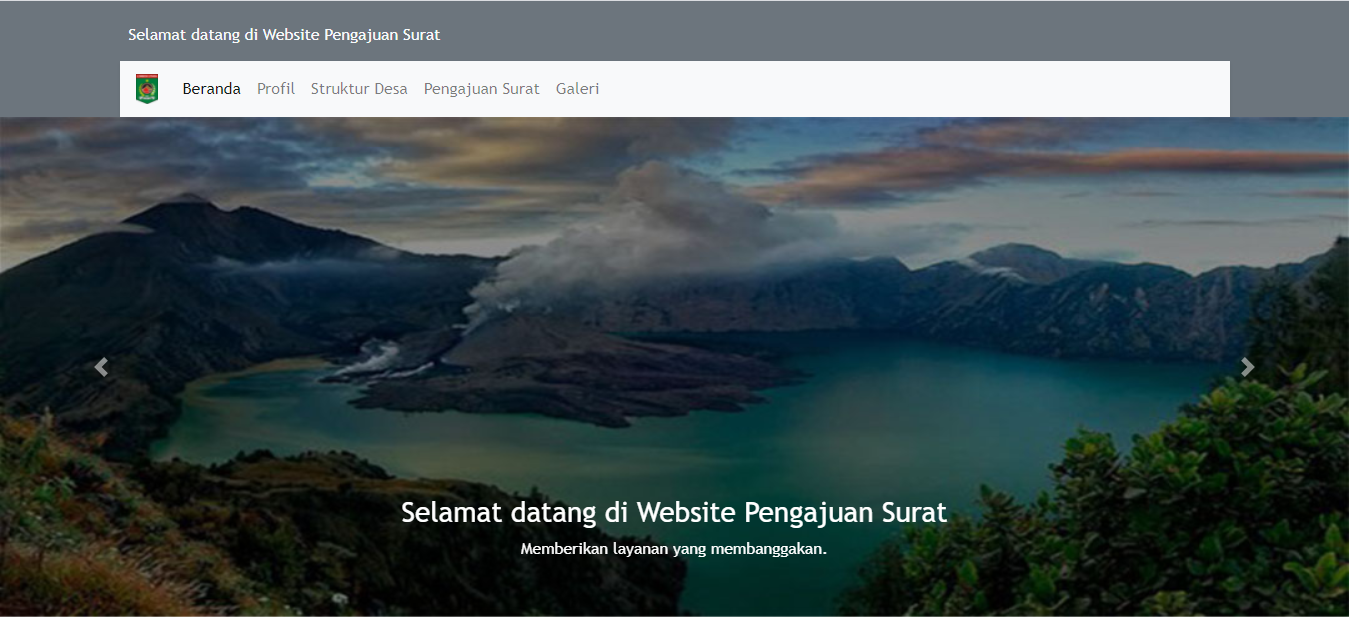 Selamat datang di Website Pengajuan Surat
Beranda Profil Struktur Desa Pengajuan Surat Galeri
Selamat datang di Website Pengajuan Surat
Memberikan layanan yang membanggakan.